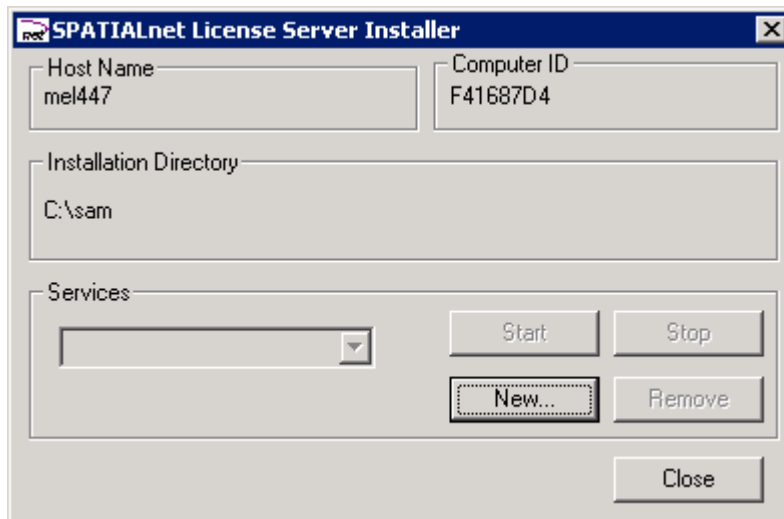 net SPATIALnet License Server Installer
Host Name
mel447
Computer ID
F41687D4
Installation Directory
C:\sam
Services
Start
Stop
New...
Remove
Close